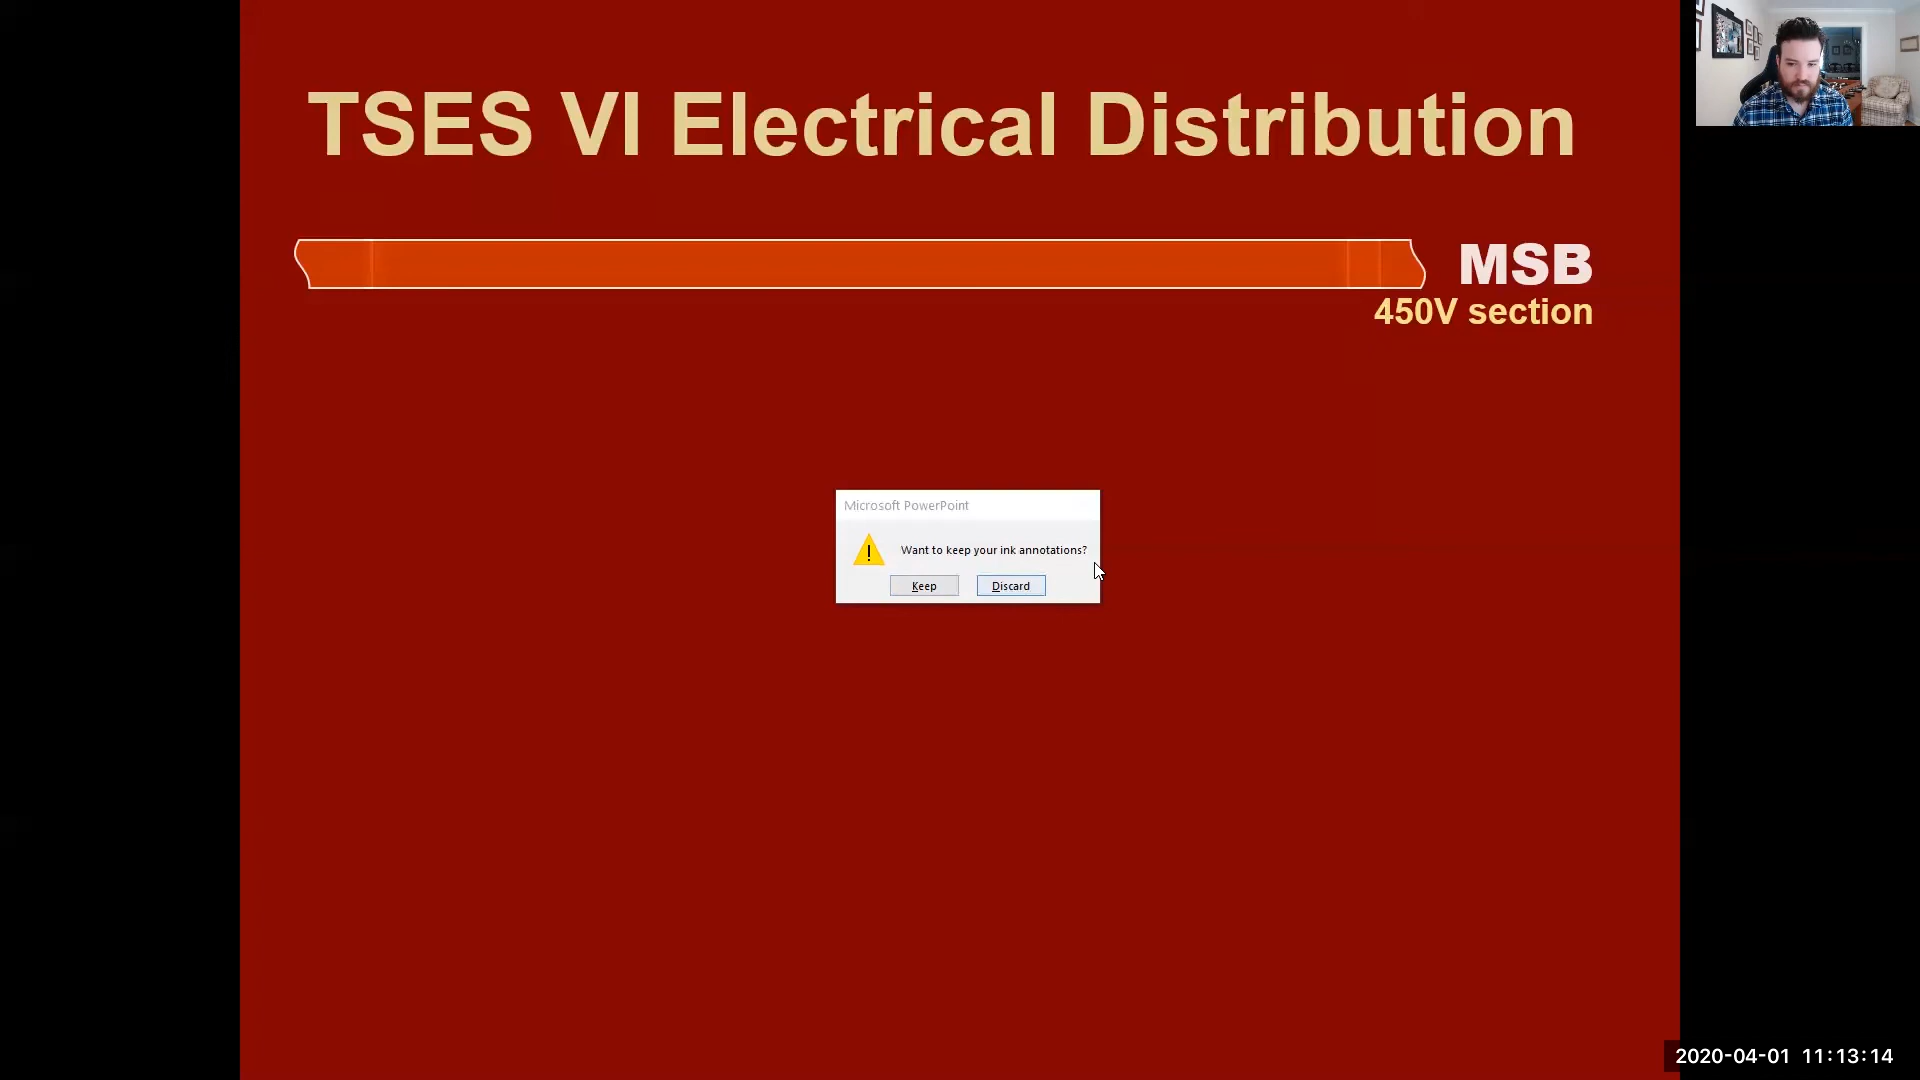 TSES VI Electrical Distribution
MSB
450V section
Microsoft PowerPoint
Want to keep your ink annotations?
Keep
Discard
2020-04-01 11:13:14